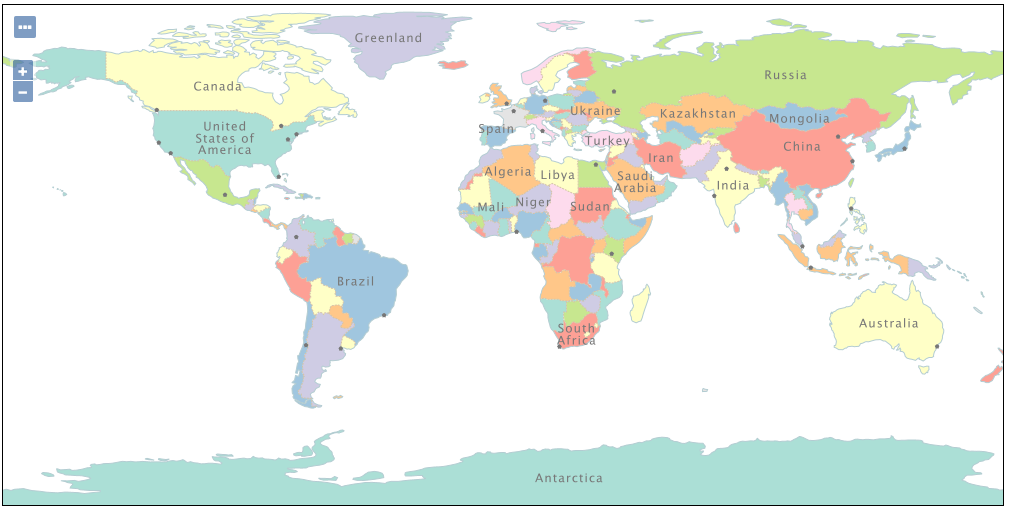 Greenland
Russia
Canada
Ukraine
Kazakhstan
Mongolia
United
States of
America
Spain
Turkey
China
Iran
Algeria
Libya
Saudi
Arabia
India
Mali
Niger
Sudan
Brazil
South
Africa
Australia
Antarctica
+
−